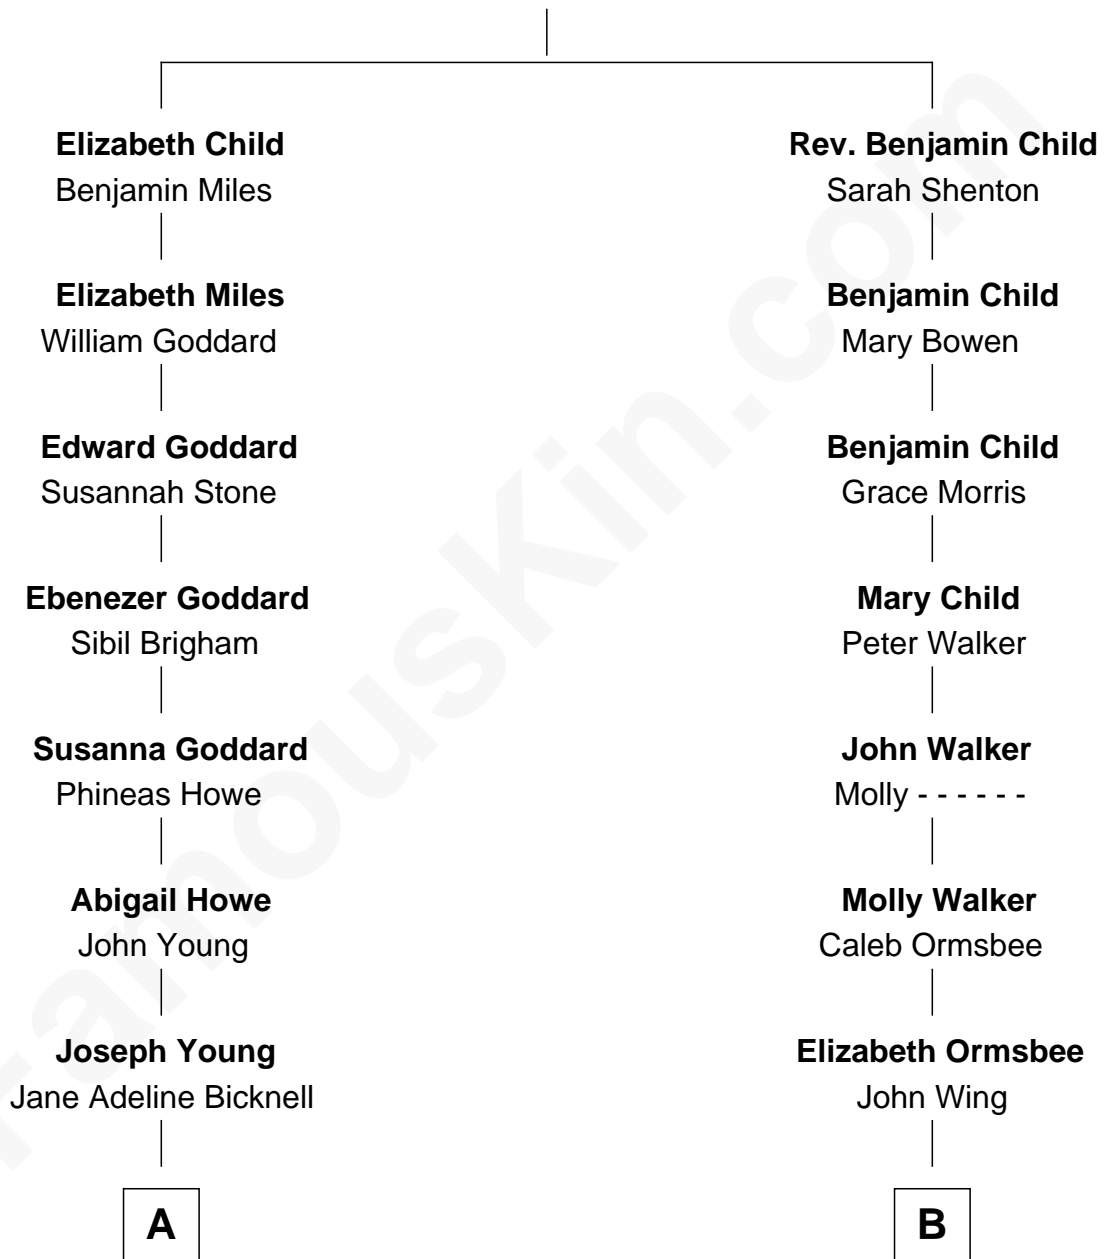 Elizabeth Child
Benjamin Miles
Elizabeth Miles
William Goddard
Edward Goddard
Susannah Stone
Ebenezer Goddard
Sibil Brigham
Susanna Goddard
Phineas Howe
Abigail Howe
John Young
Joseph Young
Jane Adeline Bicknell
A
Rev. Benjamin Child
Sarah Shenton
Benjamin Child
Mary Bowen
Benjamin Child
Grace Morris
Mary Child
Peter Walker
John Walker
Molly - - - - - -
Molly Walker
Caleb Ormsbee
Elizabeth Ormsbee
John Wing
B
FamousKin.com